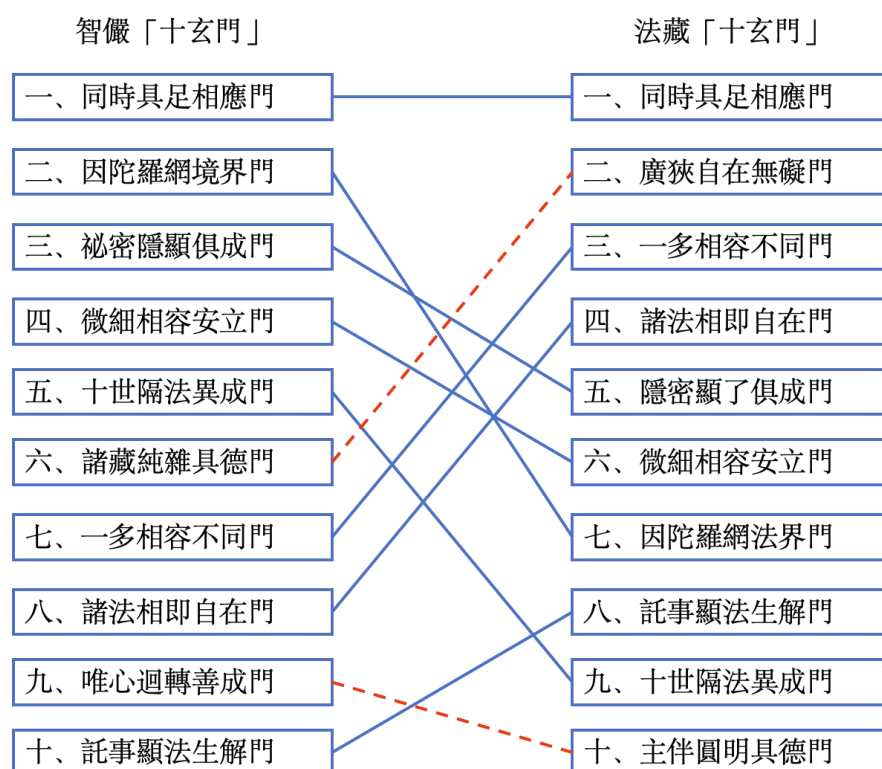 智儼「十玄門」
一、同時具足相應門
二、因陀羅網境界門
三、祕密隱顯俱成門
四、微細相容安立門
五、十世隔法異成門
六、諸藏純雜具德門
七、一多相容不同門
八、諸法相即自在門
九、唯心迴轉善成門
十、託事顯法生解門
法藏「十玄門」
一、同時具足相應門
二、廣狹自在無礙門
三、一多相容不同門
四、諸法相即自在門
五、隱密顯了俱成門
六、微細相容安立門
七、因陀羅網法界門
八、託事顯法生解門
九、十世隔法異成門
十、主伴圓明具德門